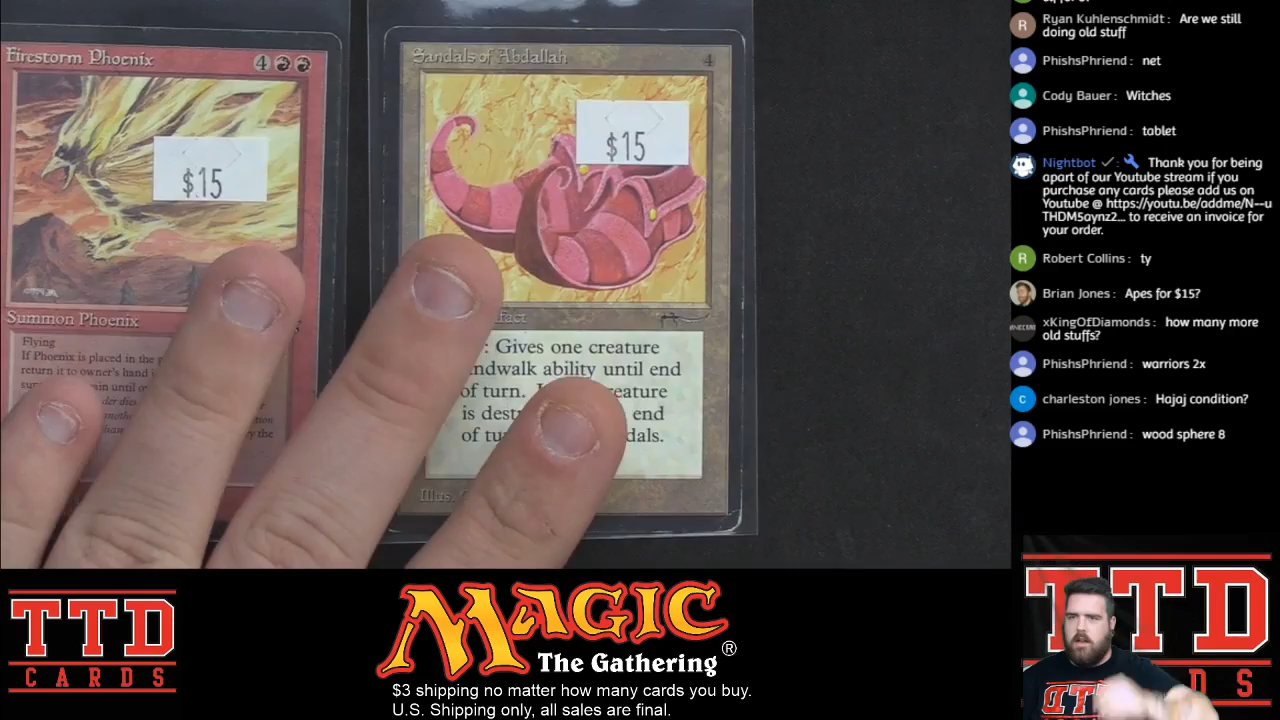 Firestorm Phoenix
4
$15
Summon Phoenix
Flying
If Phoenix is placed in the
return it to owner's hand
until
Sandals of Abdallah
4
$15
: Gives one creature
ndwalk ability until end
of turn.
eature
is destr
end
of tu
dals.
Illus.
Ryan Kuhlenschmidt : Are we still
doing old stuff
PhishsPhriend : net
Cody Bauer : Witches
PhishsPhriend : tablet
Nightbot : Thank you for being
apart of our Youtube stream if you
purchase any cards please add us on
Youtube @ https://youtu.be/addme/N--u
THDM5aynz2... to receive an invoice for
your order.
Robert Collins : ty
Brian Jones : Apes for $15?
xKingOfDiamonds : how many more
old stuffs?
PhishsPhriend : warriors 2x
charleston jones : Hajaj condition?
PhishsPhriend : wood sphere 8
TTD
CARDS
MAGIC
The Gathering®
$3 shipping no matter how many cards you buy.
U.S. Shipping only, all sales are final.
TTD
DS